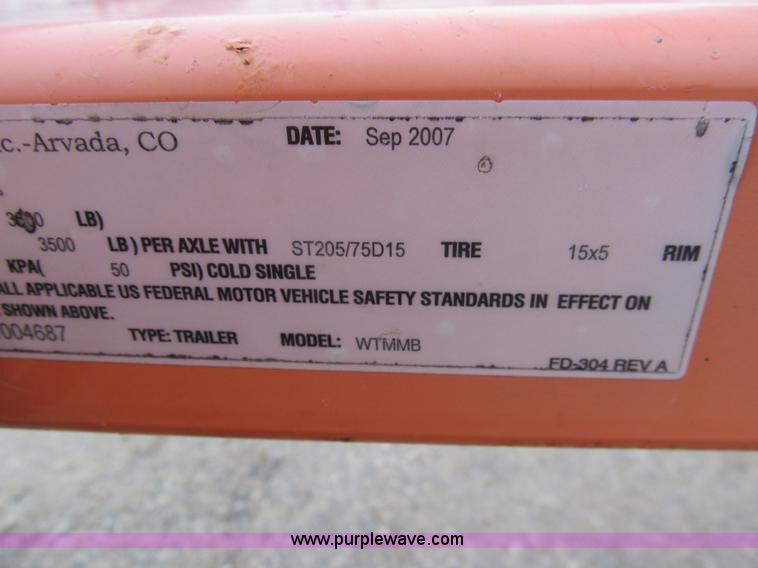 c.-Arvada, CO DATE: Sep 2007
LB)
3500 LB) PER AXLE WITH ST205/75D15 TIRE 15x5 RIM
KPA( 50 PSI) COLD SINGLE
ALL APPLICABLE US FEDERAL MOTOR VEHICLE SAFETY STANDARDS IN EFFECT ON
SHOWN ABOVE.
004687 TYPE: TRAILER MODEL: WTMMB
FD-304 REV A
www.purplewave.com